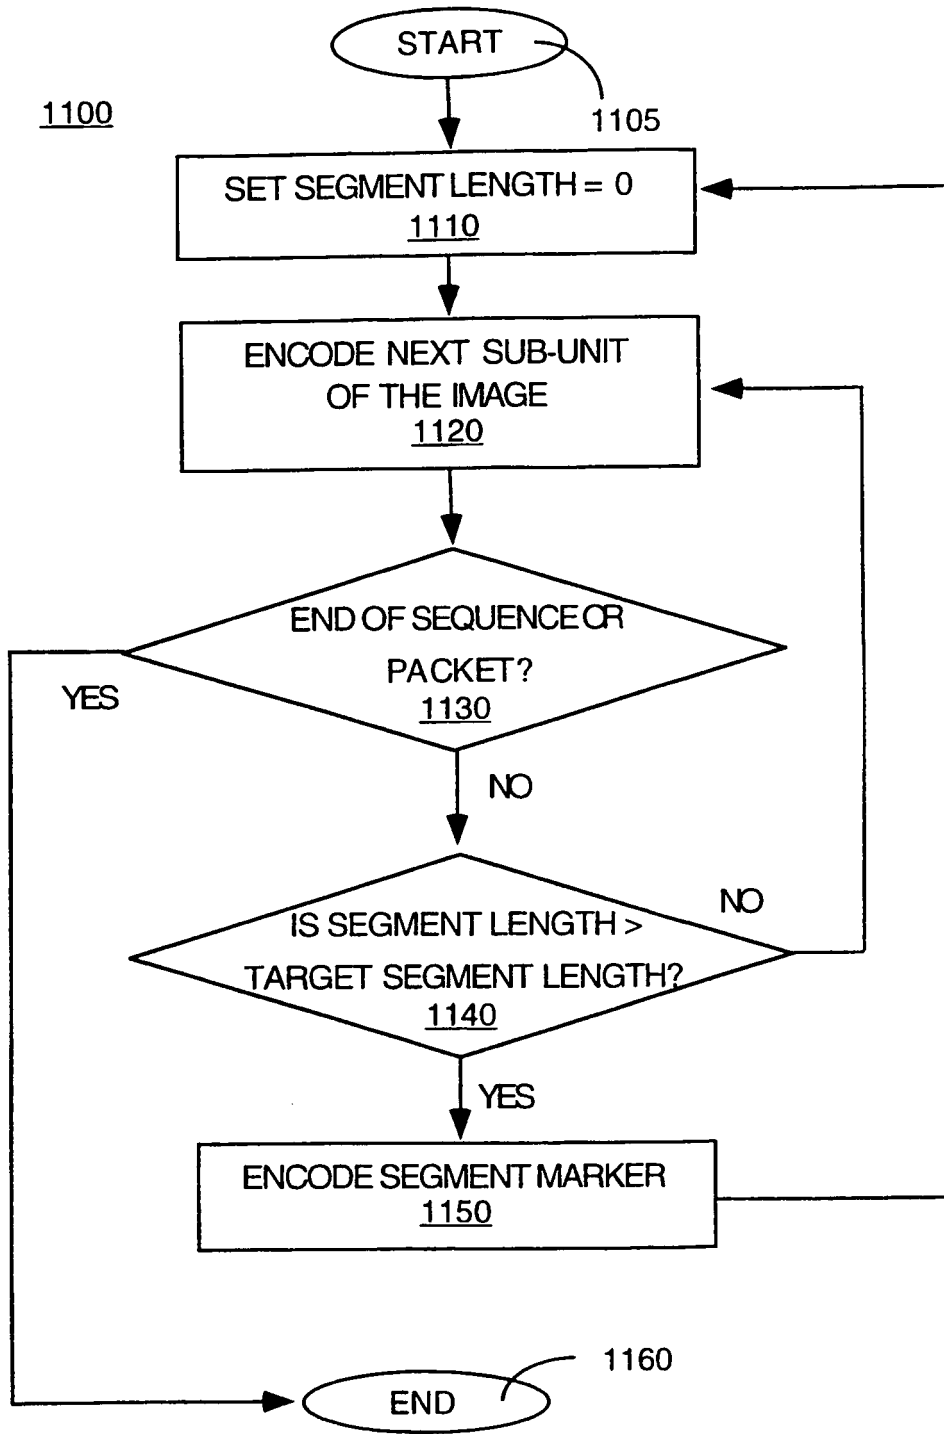 START
1105
1100
SET SEGMENT LENGTH = 0
1110
ENCODE NEXT SUB-UNIT
OF THE IMAGE
1120
END OF SEQUENCE OR
PACKET?
1130
YES
NO
IS SEGMENT LENGTH >
TARGET SEGMENT LENGTH?
1140
NO
YES
ENCODE SEGMENT MARKER
1150
END
1160